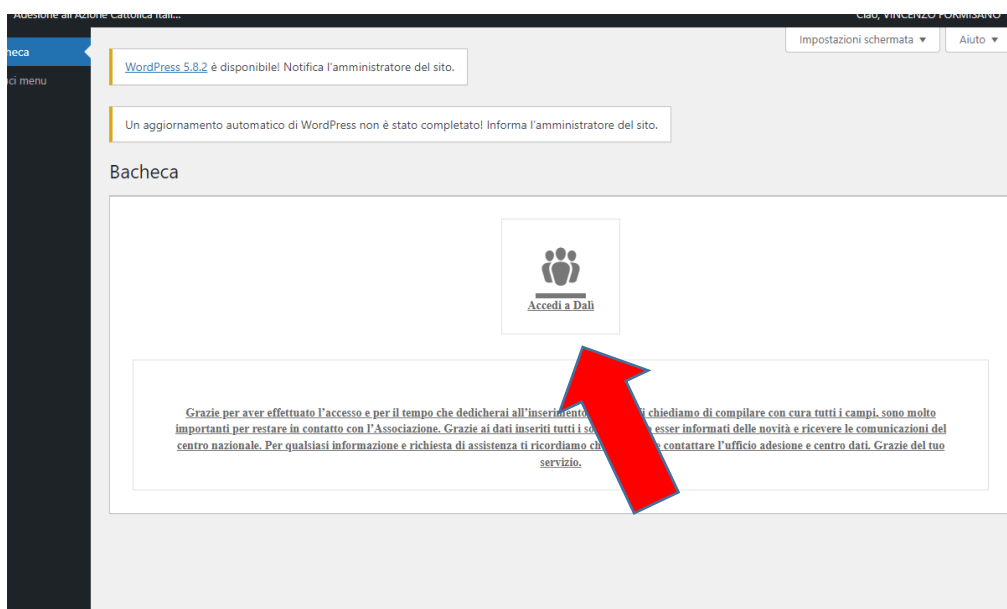 Adesione all'Azione Cattolica Itali...
Ciao, VINCENZO FORMISANO
Impostazioni schermata ▼
Aiuto ▼
heca
ci menu
WordPress 5.8.2 è disponibile! Notifica l'amministratore del sito.
Un aggiornamento automatico di WordPress non è stato completato! Informa l'amministratore del sito.
Bacheca
Accedi a Dalì
Grazie per aver effettuato l'accesso e per il tempo che dedicherai all'inserimento chiediamo di compilare con cura tutti i campi, sono molto
importanti per restare in contatto con l'Associazione. Grazie ai dati inseriti tutti i esser informati delle novità e ricevere le comunicazioni del
centro nazionale. Per qualsiasi informazione e richiesta di assistenza ti ricordiamo contattare l'ufficio adesione e centro dati. Grazie del tuo
servizio.